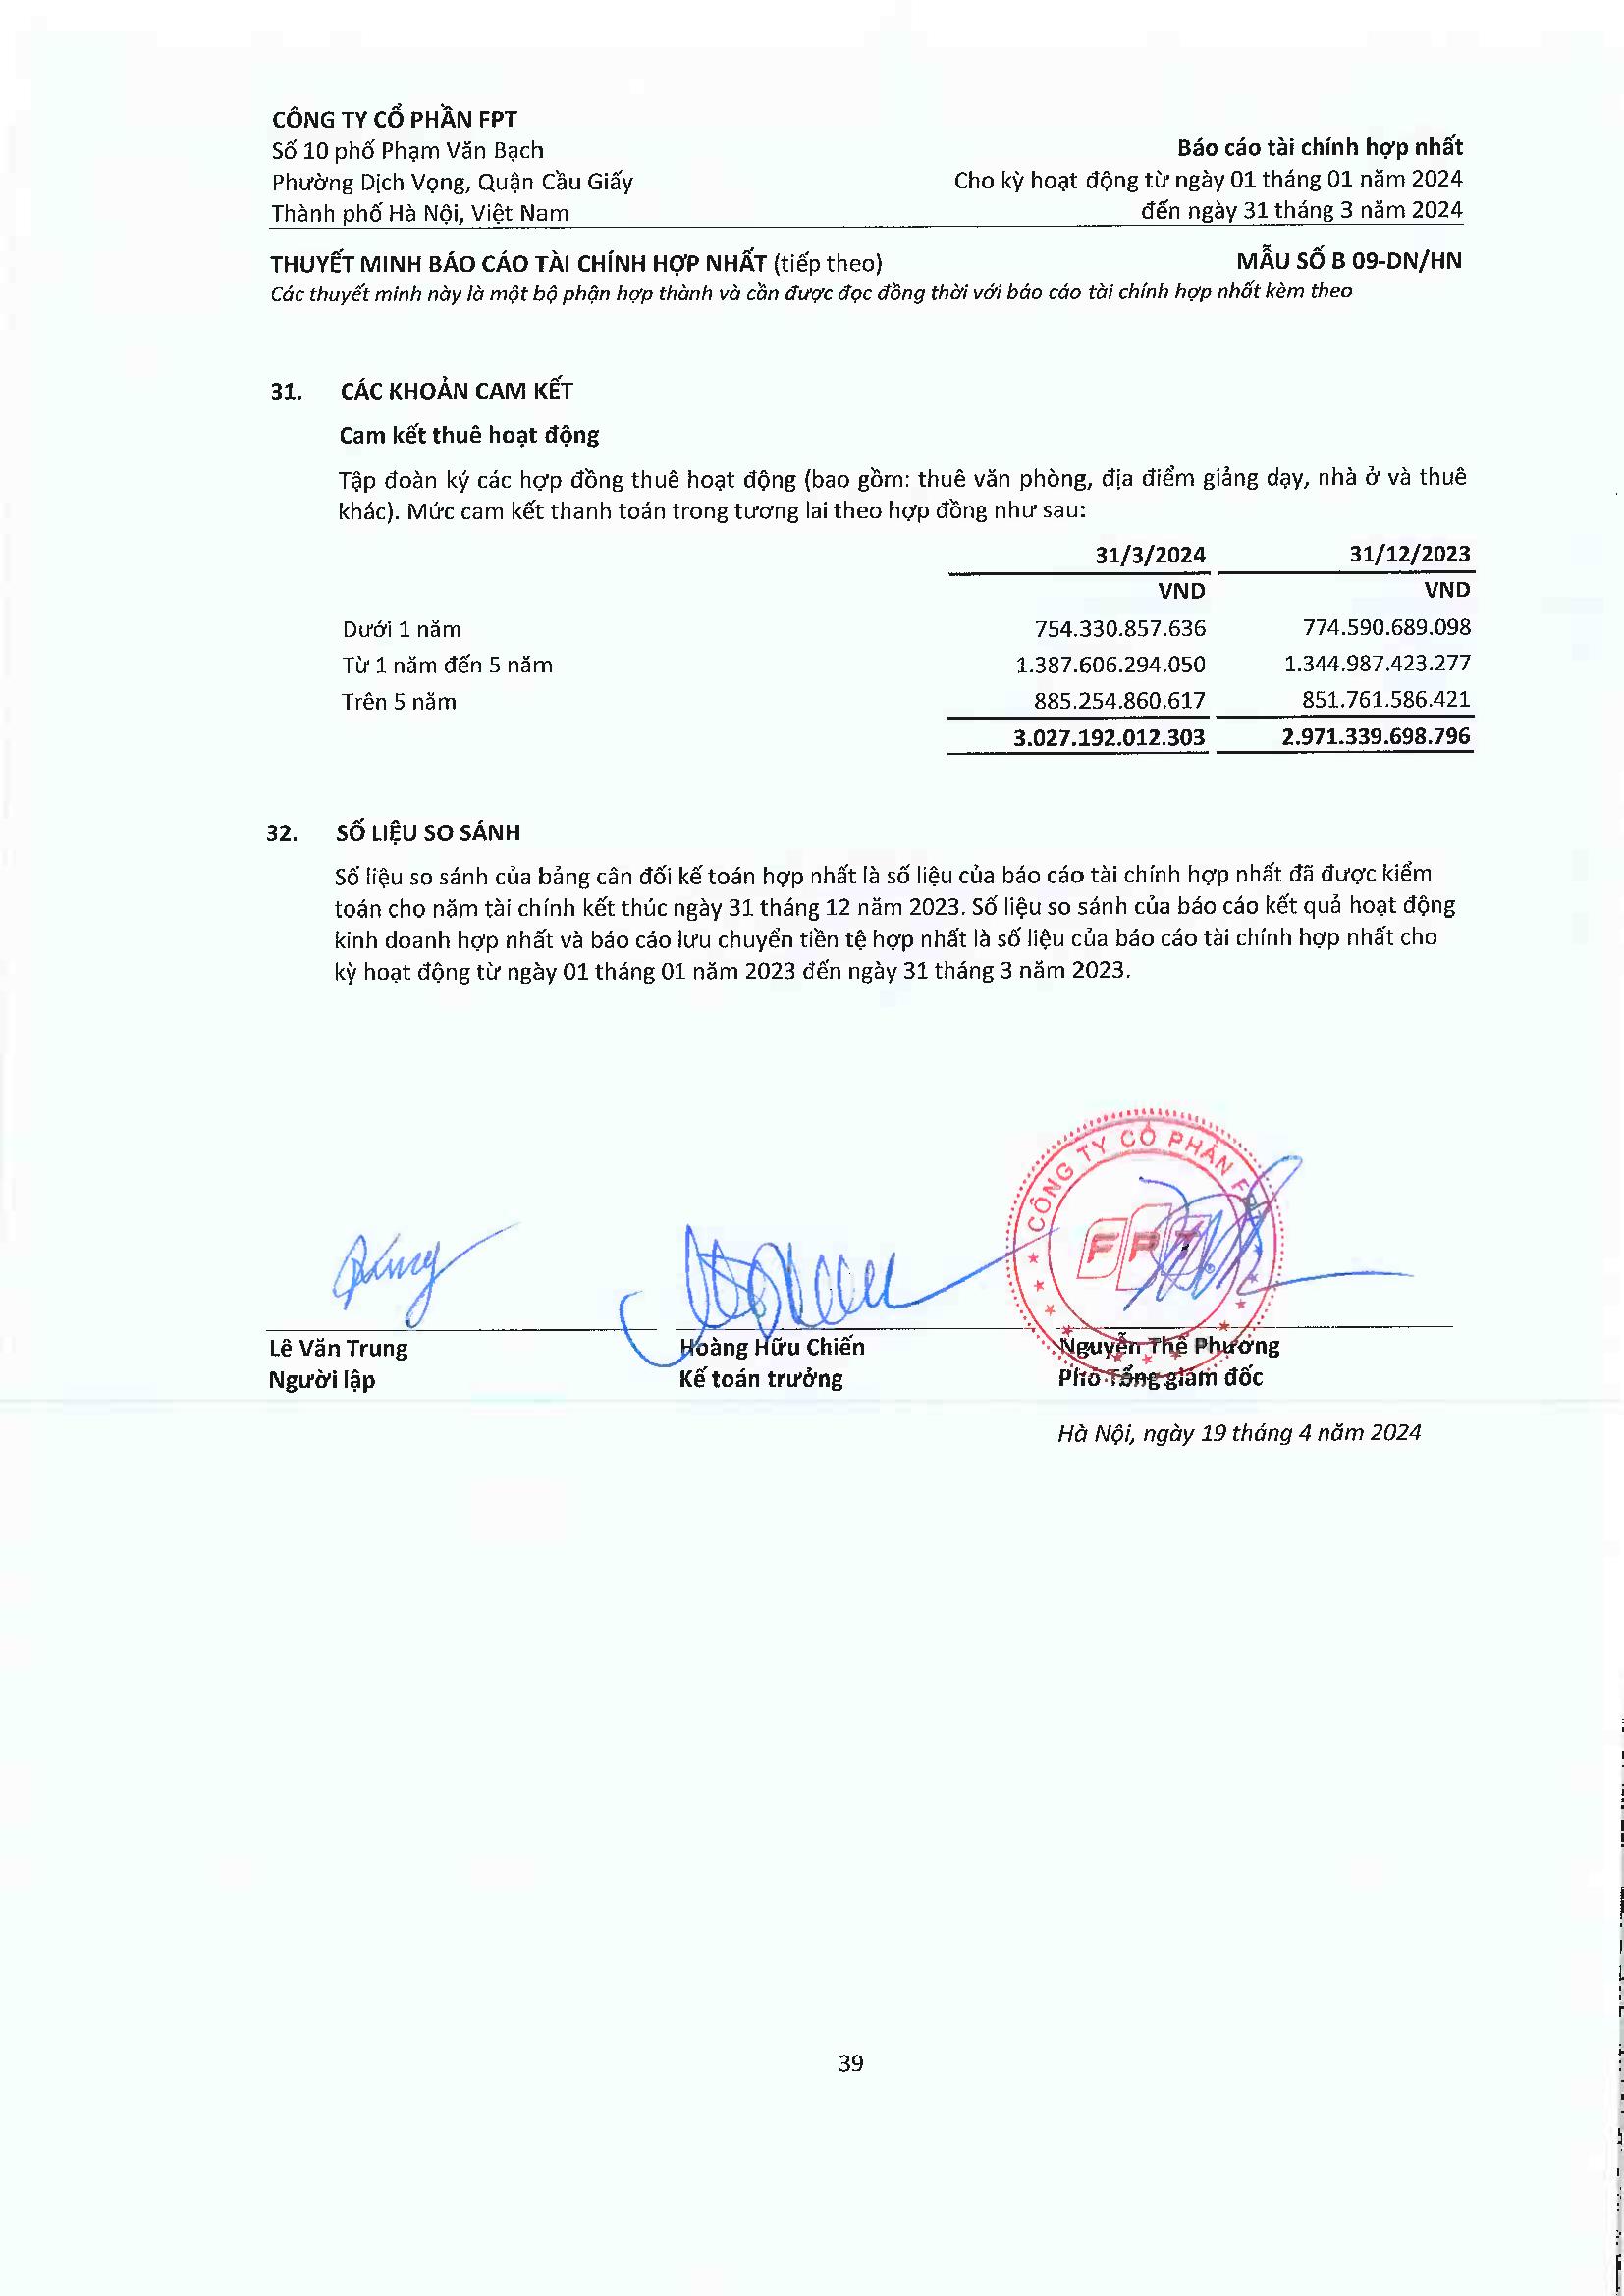 CÔNG TY CỔ PHẦN FPT
Số 10 phố Phạm Văn Bạch
Phường Dịch Vọng, Quận Cầu Giấy
Thành phố Hà Nội, Việt Nam
Báo cáo tài chính hợp nhất
Cho kỳ hoạt động từ ngày 01 tháng 01 năm 2024
đến ngày 31 tháng 3 năm 2024
THUYẾT MINH BÁO CÁO TÀI CHÍNH HỢP NHẤT (tiếp theo) MẪU SỐ B 09-DN/HN
Các thuyết minh này là một bộ phận hợp thành và cần được đọc đồng thời với báo cáo tài chính hợp nhất kèm theo
31. CÁC KHOẢN CAM KẾT
Cam kết thuê hoạt động
Tập đoàn ký các hợp đồng thuê hoạt động (bao gồm: thuê văn phòng, địa điểm giảng dạy, nhà ở và thuê
khác). Mức cam kết thanh toán trong tương lai theo hợp đồng như sau:
31/3/2024 31/12/2023
VND VND
Dưới 1 năm 754.330.857.636 774.590.689.098
Từ 1 năm đến 5 năm 1.387.606.294.050 1.344.987.423.277
Trên 5 năm 885.254.860.617 851.761.586.421
3.027.192.012.303 2.971.339.698.796
32. SỐ LIỆU SO SÁNH
Số liệu so sánh của bảng cân đối kế toán hợp nhất là số liệu của báo cáo tài chính hợp nhất đã được kiểm
toán cho năm tài chính kết thúc ngày 31 tháng 12 năm 2023. Số liệu so sánh của báo cáo kết quả hoạt động
kinh doanh hợp nhất và báo cáo lưu chuyển tiền tệ hợp nhất là số liệu của báo cáo tài chính hợp nhất cho
kỳ hoạt động từ ngày 01 tháng 01 năm 2023 đến ngày 31 tháng 3 năm 2023.
CÔNG TY CỔ PHẦN FPT
FPT
Lê Văn Trung Hoàng Hữu Chiến Nguyễn Thế Phương
Người lập Kế toán trưởng Phó Tổng giám đốc
Hà Nội, ngày 19 tháng 4 năm 2024
39